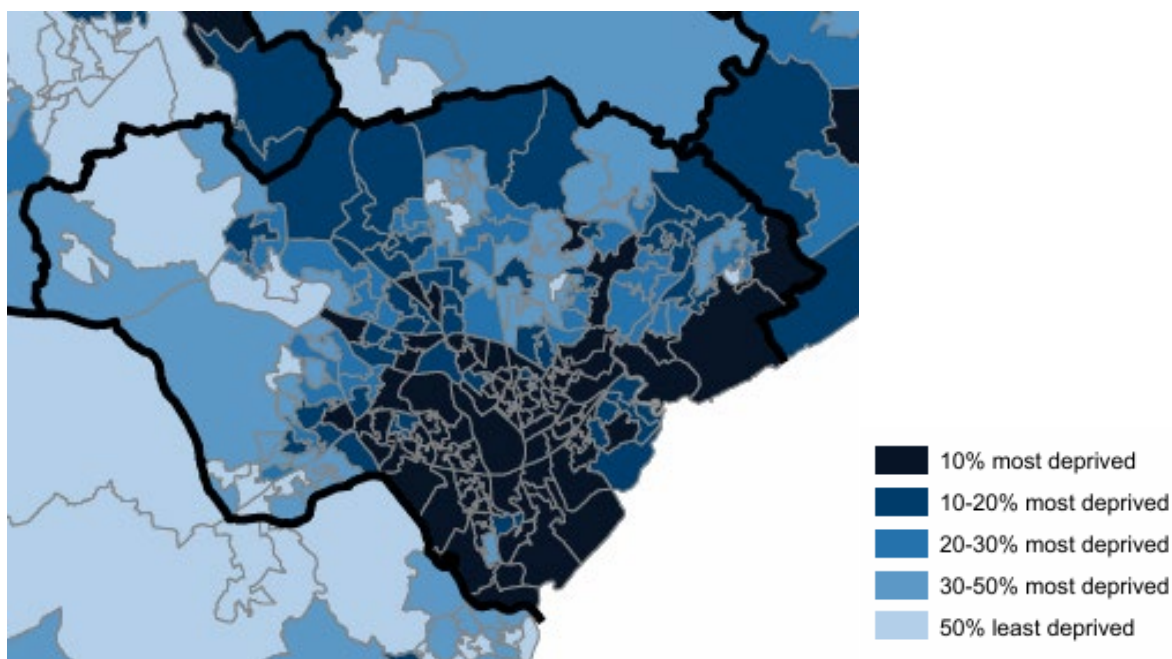 10% most deprived
10-20% most deprived
20-30% most deprived
30-50% most deprived
50% least deprived